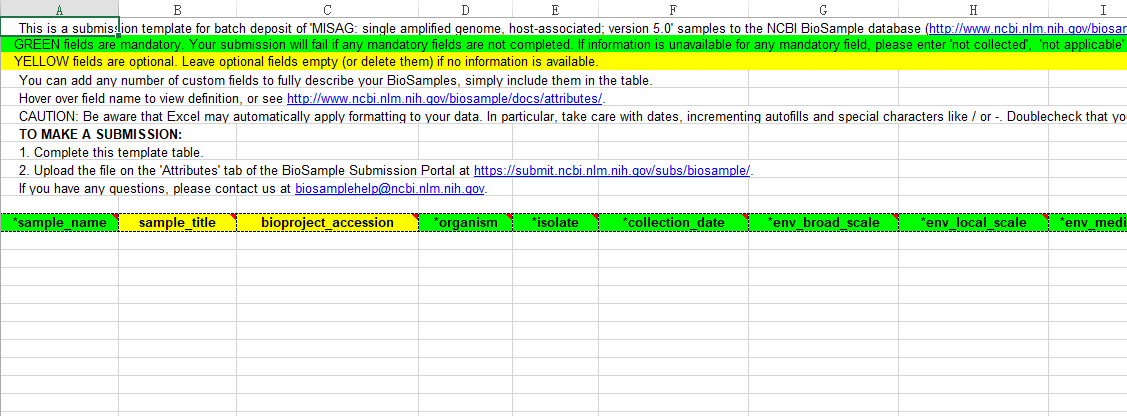 A B C D E F G H I
This is a submission template for batch deposit of 'MISAG: single amplified genome, host-associated; version 5.0' samples to the NCBI BioSample database (http://www.ncbi.nlm.nih.gov/biosam
GREEN fields are mandatory. Your submission will fail if any mandatory fields are not completed. If information is unavailable for any mandatory field, please enter 'not collected', 'not applicable'
YELLOW fields are optional. Leave optional fields empty (or delete them) if no information is available.
You can add any number of custom fields to fully describe your BioSamples, simply include them in the table.
Hover over field name to view definition, or see http://www.ncbi.nlm.nih.gov/biosample/docs/attributes/.
CAUTION: Be aware that Excel may automatically apply formatting to your data. In particular, take care with dates, incrementing autofills and special characters like / or -. Doublecheck that yo
TO MAKE A SUBMISSION:
1. Complete this template table.
2. Upload the file on the 'Attributes' tab of the BioSample Submission Portal at https://submit.ncbi.nlm.nih.gov/subs/biosample/.
If you have any questions, please contact us at biosamplehelp@ncbi.nlm.nih.gov.
*sample_name sample_title bioproject_accession *organism *isolate *collection_date *env_broad_scale *env_local_scale *env_medi